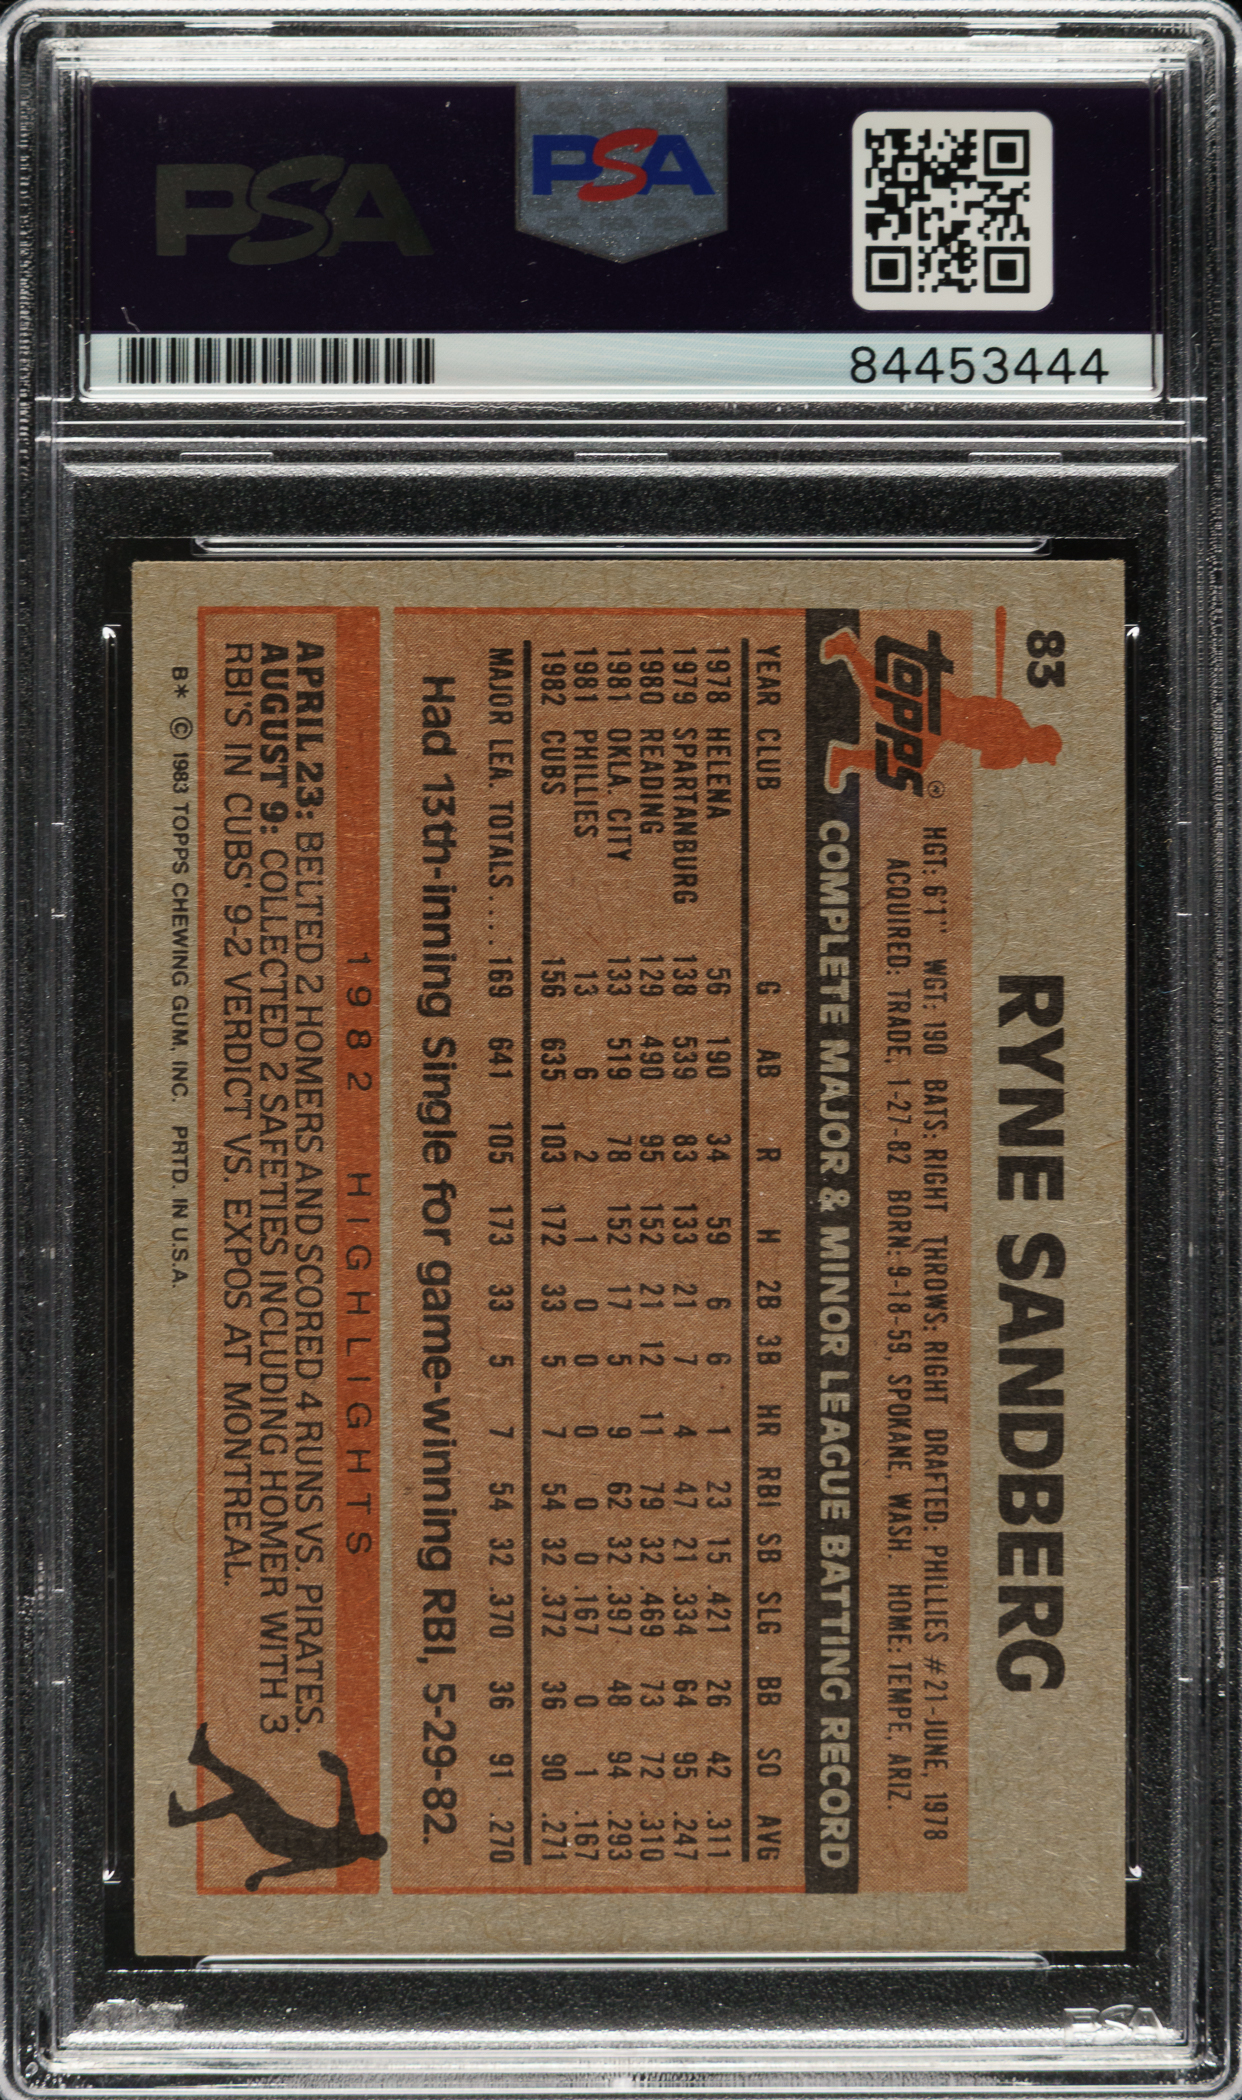 PSA
PSA
84453444
83
RYNE SANDBERG
topps®
HGT: 6'1" WGT: 190 BATS: RIGHT THROWS: RIGHT DRAFTED: PHILLIES #21-JUNE, 1978
ACQUIRED: TRADE, 1-27-82 BORN: 9-18-59, SPOKANE, WASH. HOME: TEMPE, ARIZ.
COMPLETE MAJOR & MINOR LEAGUE BATTING RECORD
YEAR CLUB G AB R H 2B 3B HR RBI SB SLG BB SO AVG
1978 HELENA 56 190 34 59 6 6 1 23 15 .421 26 42 .311
1979 SPARTANBURG 138 539 83 133 21 7 4 47 21 .334 64 95 .247
1980 READING 129 490 95 152 21 12 11 79 32 .469 73 72 .310
1981 OKLA. CITY 133 519 78 152 17 5 9 62 32 .397 48 94 .293
1981 PHILLIES 13 6 2 1 0 0 0 0 0 .167 0 1 .167
1982 CUBS 156 635 103 172 33 5 7 54 32 .372 36 90 .271
MAJOR LEA. TOTALS.... 169 641 105 173 33 5 7 54 32 .370 36 91 .270
Had 13th-inning Single for game-winning RBI, 5-29-82.
1982 HIGHLIGHTS
APRIL 23: BELTED 2 HOMERS AND SCORED 4 RUNS VS. PIRATES.
AUGUST 9: COLLECTED 2 SAFETIES INCLUDING HOMER WITH 3
RBI'S IN CUBS' 9-2 VERDICT VS. EXPOS AT MONTREAL.
B* © 1983 TOPPS CHEWING GUM, INC. PRTD. IN U.S.A.
PSA